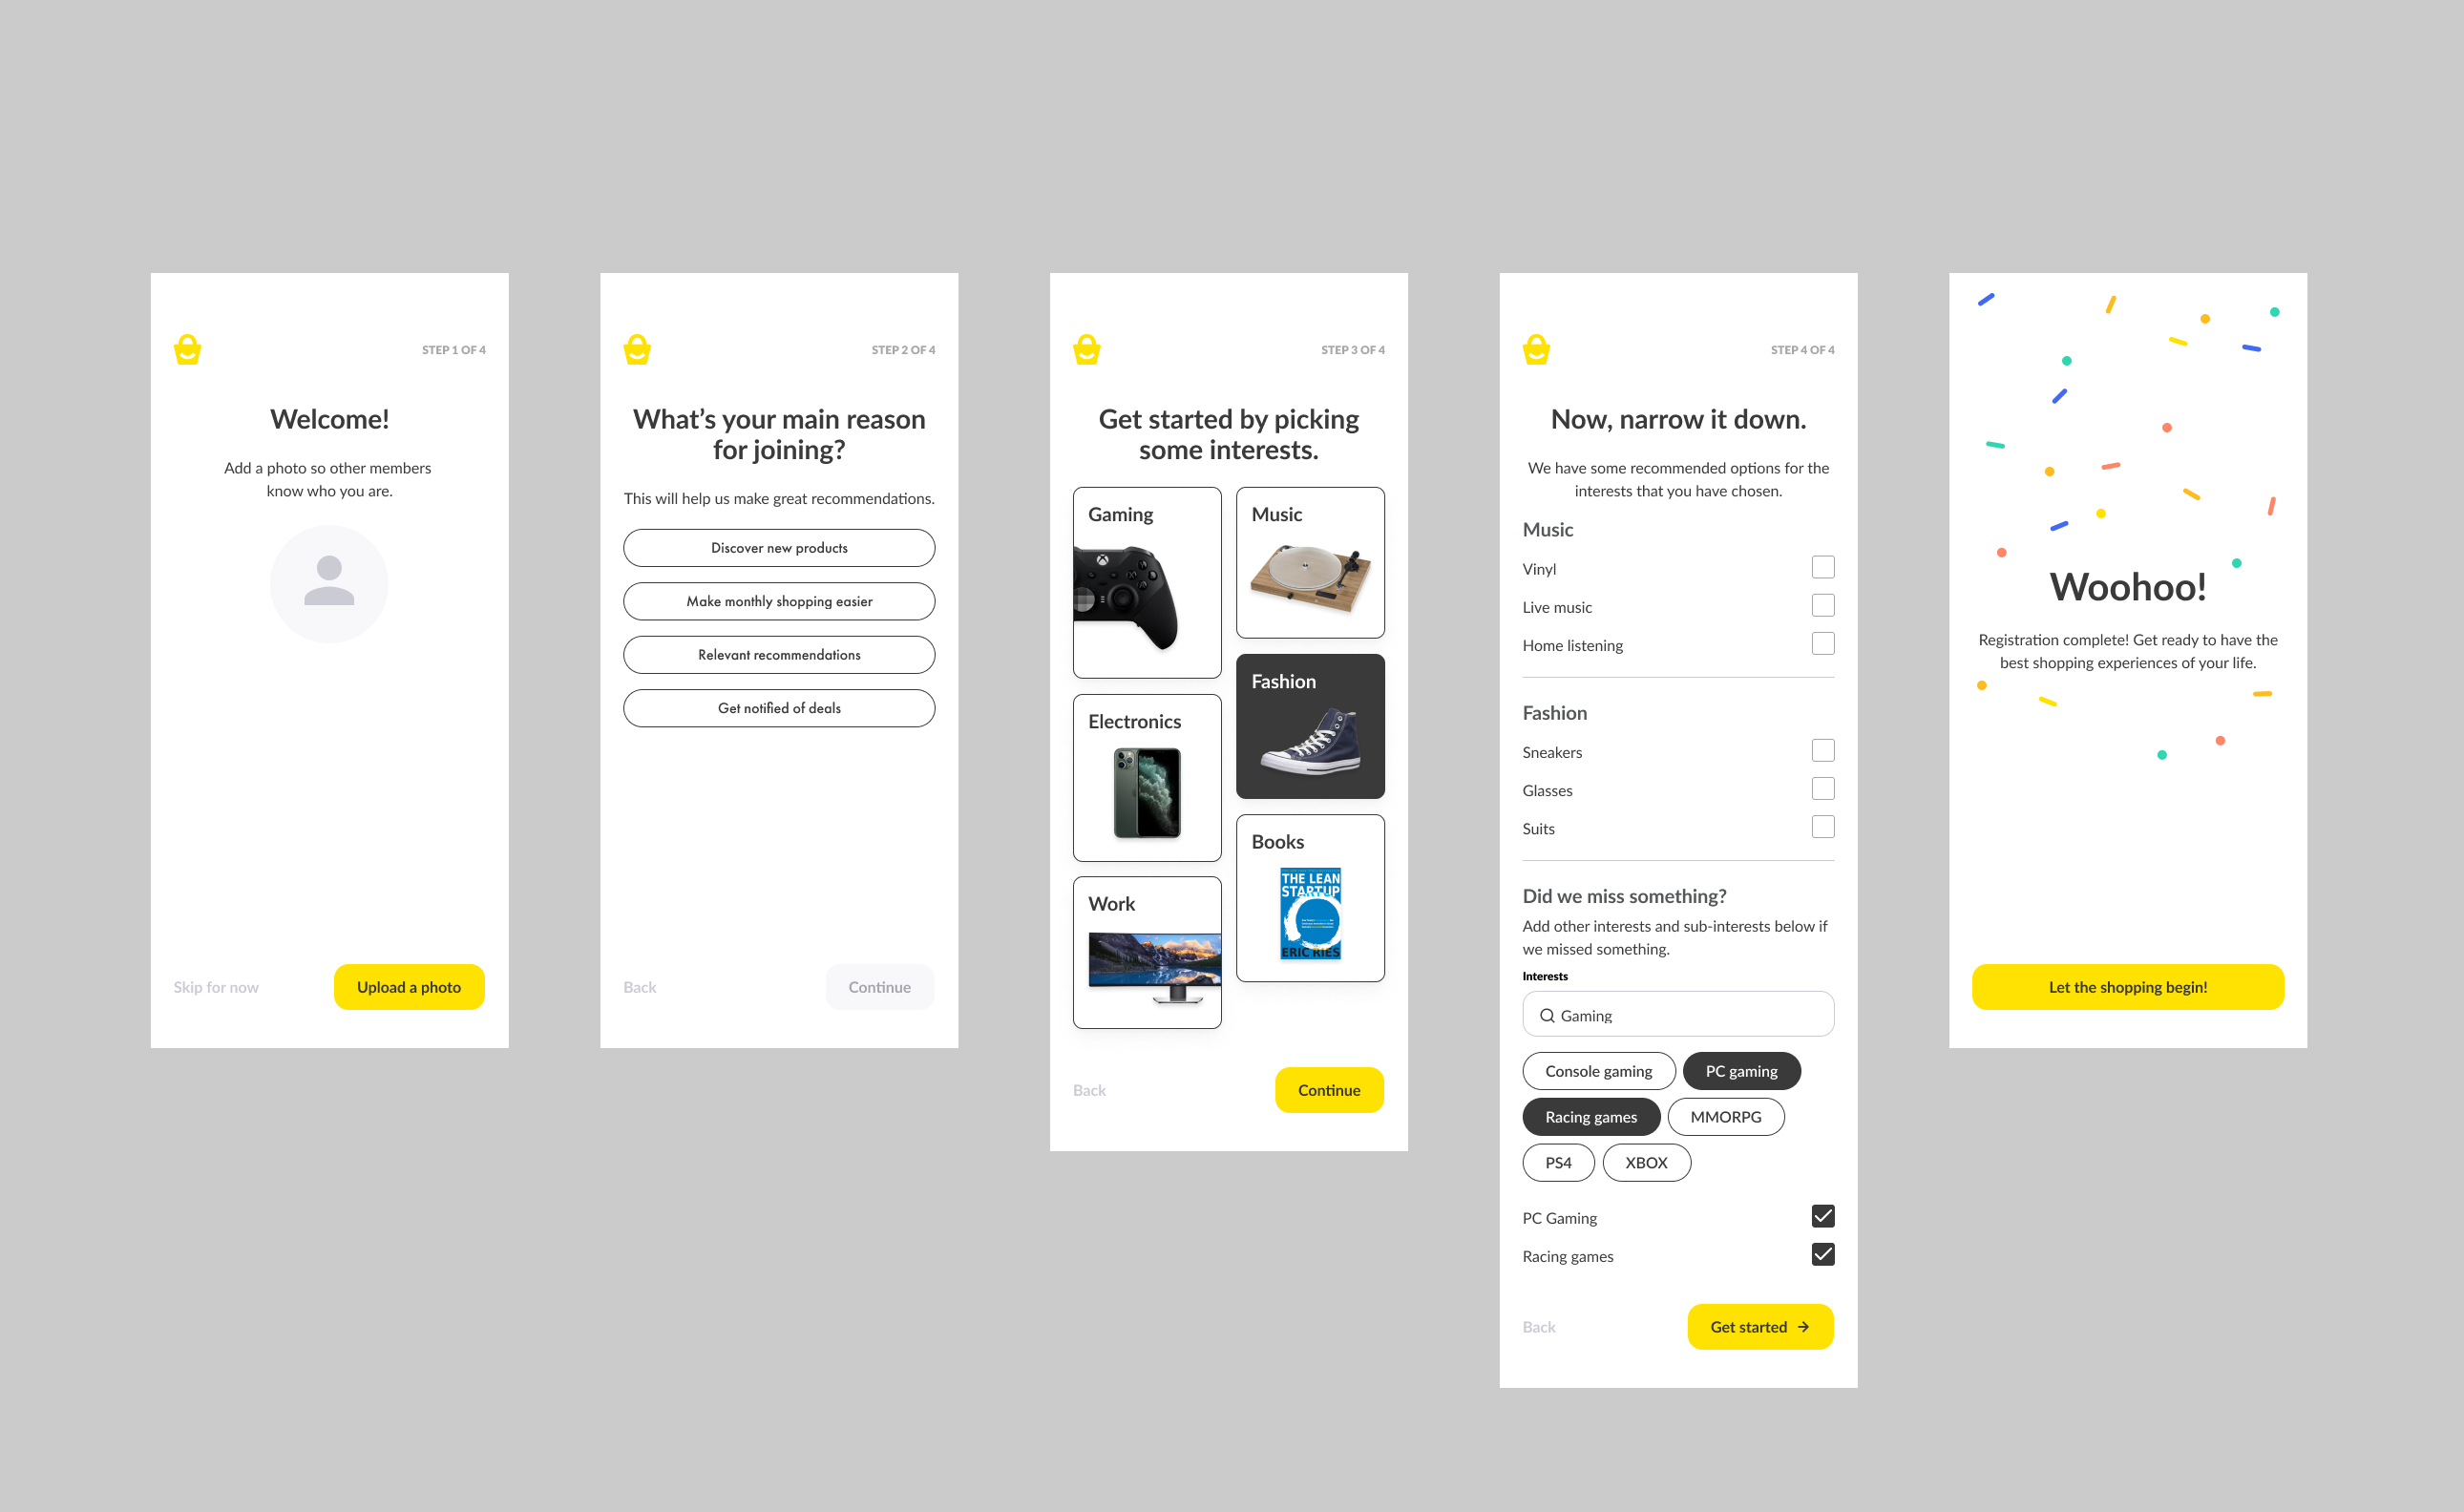 STEP 1 OF 4
Welcome!
Add a photo so other members
know who you are.
Skip for now
Upload a photo
STEP 2 OF 4
What's your main reason
for joining?
This will help us make great recommendations.
Discover new products
Make monthly shopping easier
Relevant recommendations
Get notified of deals
Back
Continue
STEP 3 OF 4
Get started by picking
some interests.
Gaming
Music
Fashion
Electronics
Books
THE LEAN
STARTUP
ERIC RIES
Work
Back
Continue
STEP 4 OF 4
Now, narrow it down.
We have some recommended options for the
interests that you have chosen.
Music
Vinyl
Live music
Home listening
Fashion
Sneakers
Glasses
Suits
Did we miss something?
Add other interests and sub-interests below if
we missed something.
Interests
Gaming
Console gaming
PC gaming
Racing games
MMORPG
PS4
XBOX
PC Gaming
Racing games
Back
Get started
Woohoo!
Registration complete! Get ready to have the
best shopping experiences of your life.
Let the shopping begin!